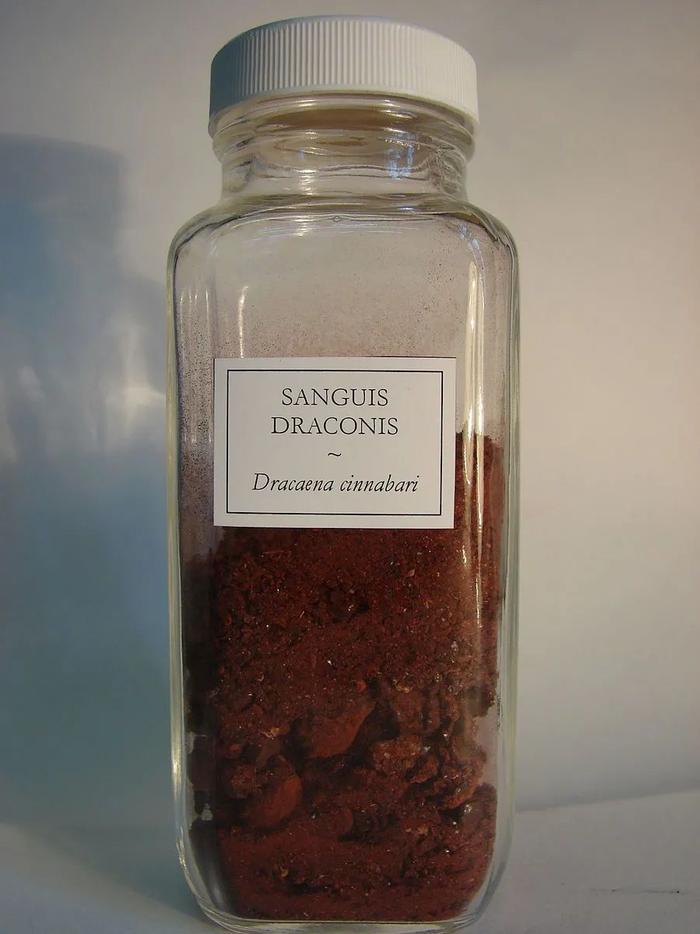 SANGUIS
DRACONIS
~
Dracaena cinnabari